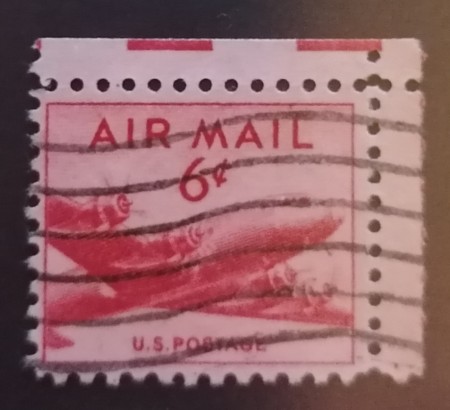 AIR MAIL
6¢
U.S. POSTAGE